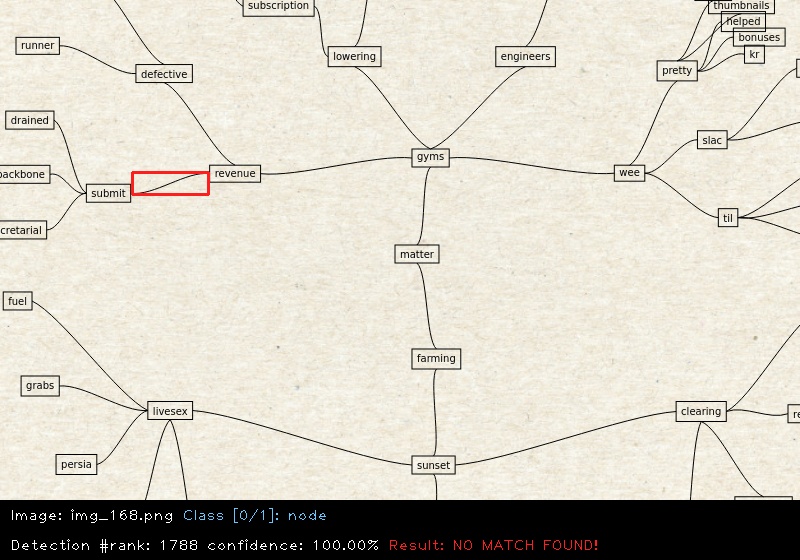 subscription
thumbnails
helped
bonuses
kr
runner
defective
lowering
engineers
pretty
drained
slac
gyms
backbone
submit
revenue
wee
cretarial
til
matter
fuel
farming
grabs
livesex
clearing
re
persia
sunset
Image: img_168.png Class [0/1]: node
Detection #rank: 1788 confidence: 100.00% Result: NO MATCH FOUND!